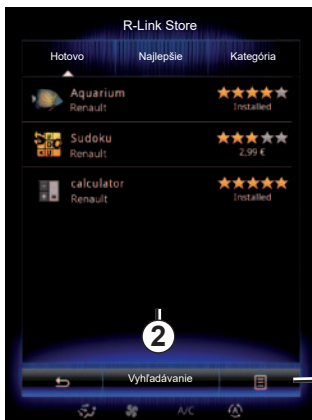 R-Link Store
Hotovo Najlepšie Kategória
Aquarium
Renault
Installed
Sudoku
Renault
2,99 €
calculator
Renault
Installed
2
Vyhľadávanie
A/C
A